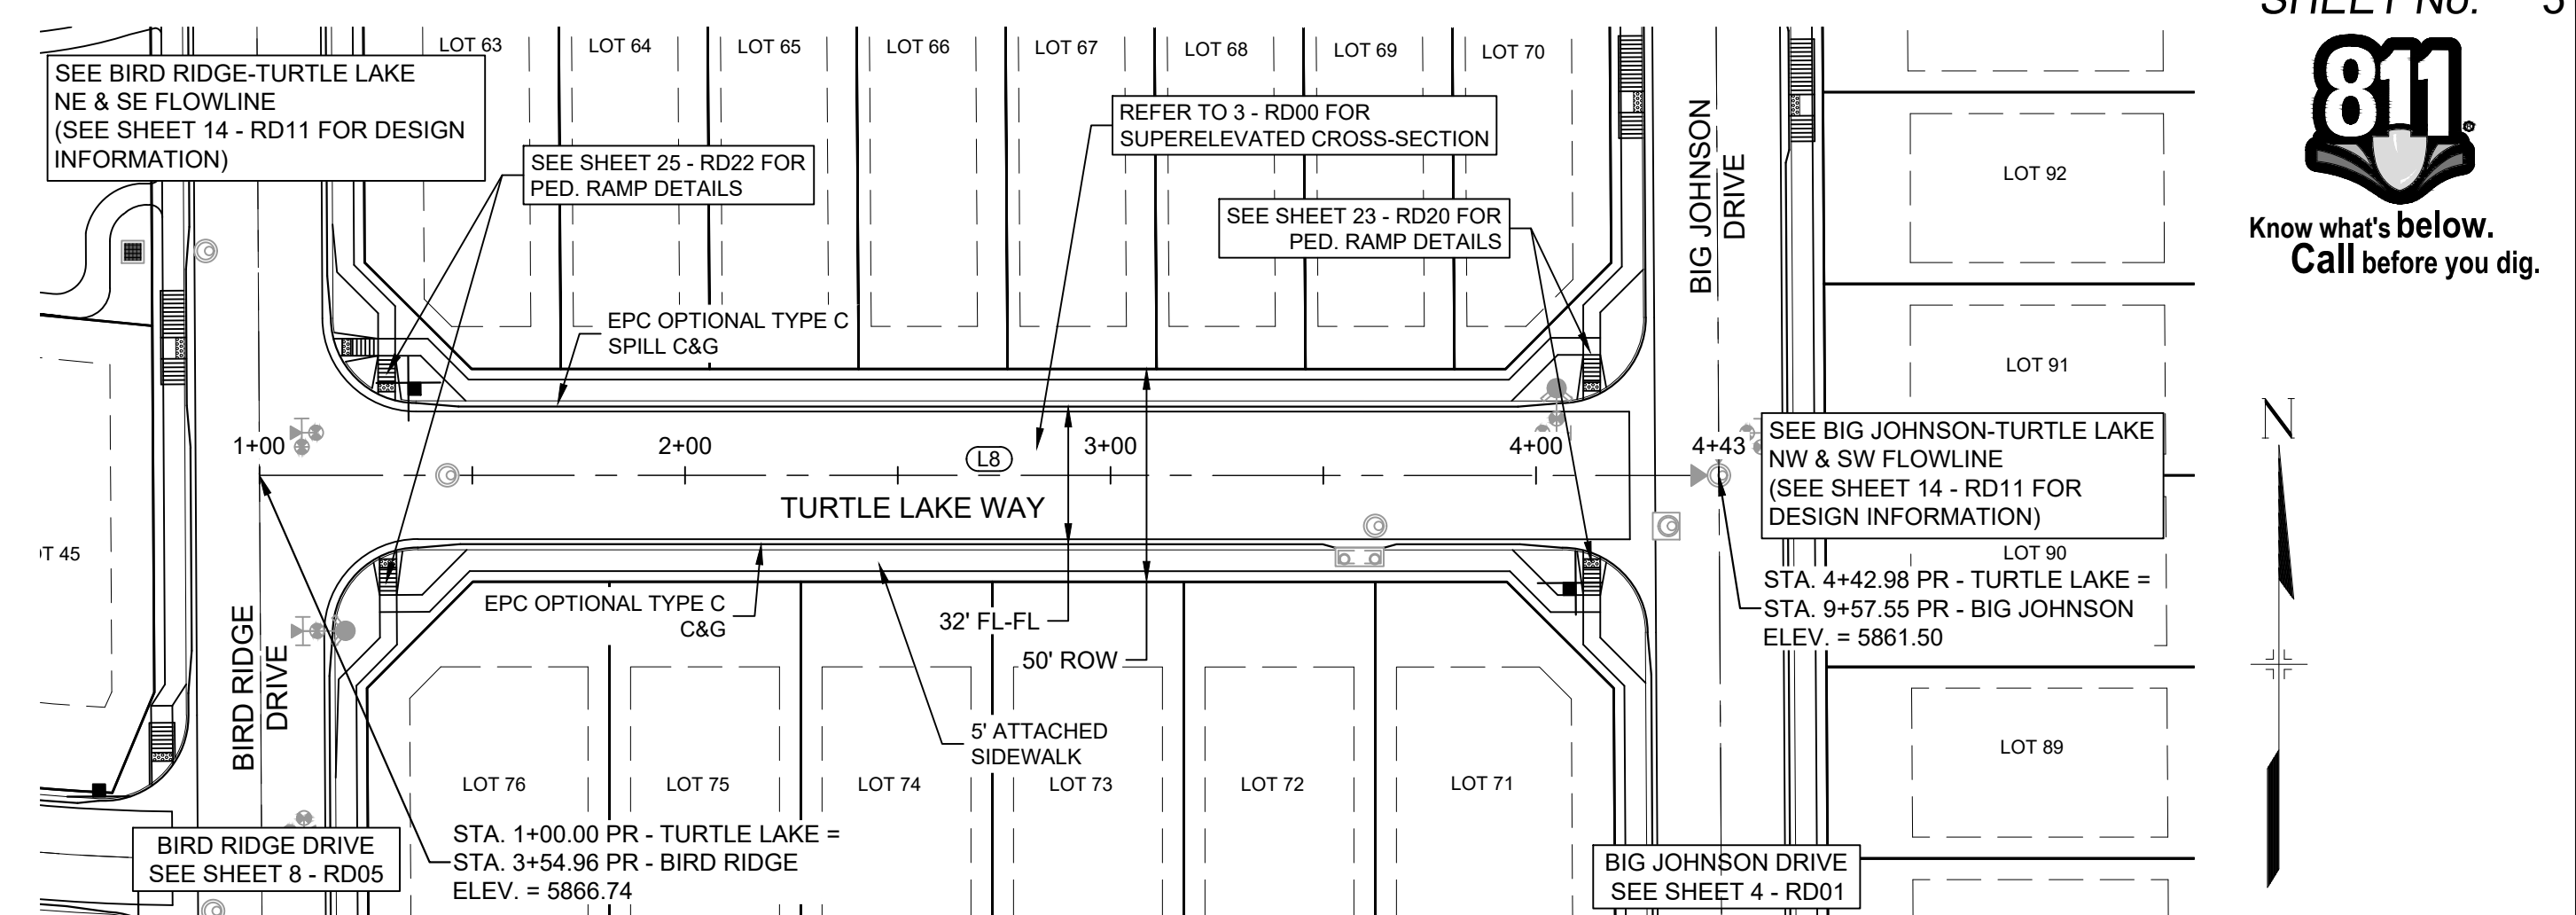 SHEET No.
811
Know what's below.
Call before you dig.
N
LOT 63
LOT 64
LOT 65
LOT 66
LOT 67
LOT 68
LOT 69
LOT 70
SEE BIRD RIDGE-TURTLE LAKE
NE & SE FLOWLINE
(SEE SHEET 14 - RD11 FOR DESIGN
INFORMATION)
SEE SHEET 25 - RD22 FOR
PED. RAMP DETAILS
REFER TO 3 - RD00 FOR
SUPERELEVATED CROSS-SECTION
SEE SHEET 23 - RD20 FOR
PED. RAMP DETAILS
BIG JOHNSON
DRIVE
LOT 92
LOT 91
EPC OPTIONAL TYPE C
SPILL C&G
1+00
2+00
L8
3+00
4+00
4+43
TURTLE LAKE WAY
SEE BIG JOHNSON-TURTLE LAKE
NW & SW FLOWLINE
(SEE SHEET 14 - RD11 FOR
DESIGN INFORMATION)
LOT 90
STA. 4+42.98 PR - TURTLE LAKE =
STA. 9+57.55 PR - BIG JOHNSON
ELEV. = 5861.50
OT 45
EPC OPTIONAL TYPE C
C&G
32' FL-FL
50' ROW
BIRD RIDGE
DRIVE
5' ATTACHED
SIDEWALK
LOT 89
LOT 76
LOT 75
LOT 74
LOT 73
LOT 72
LOT 71
STA. 1+00.00 PR - TURTLE LAKE =
STA. 3+54.96 PR - BIRD RIDGE
ELEV. = 5866.74
BIRD RIDGE DRIVE
SEE SHEET 8 - RD05
BIG JOHNSON DRIVE
SEE SHEET 4 - RD01